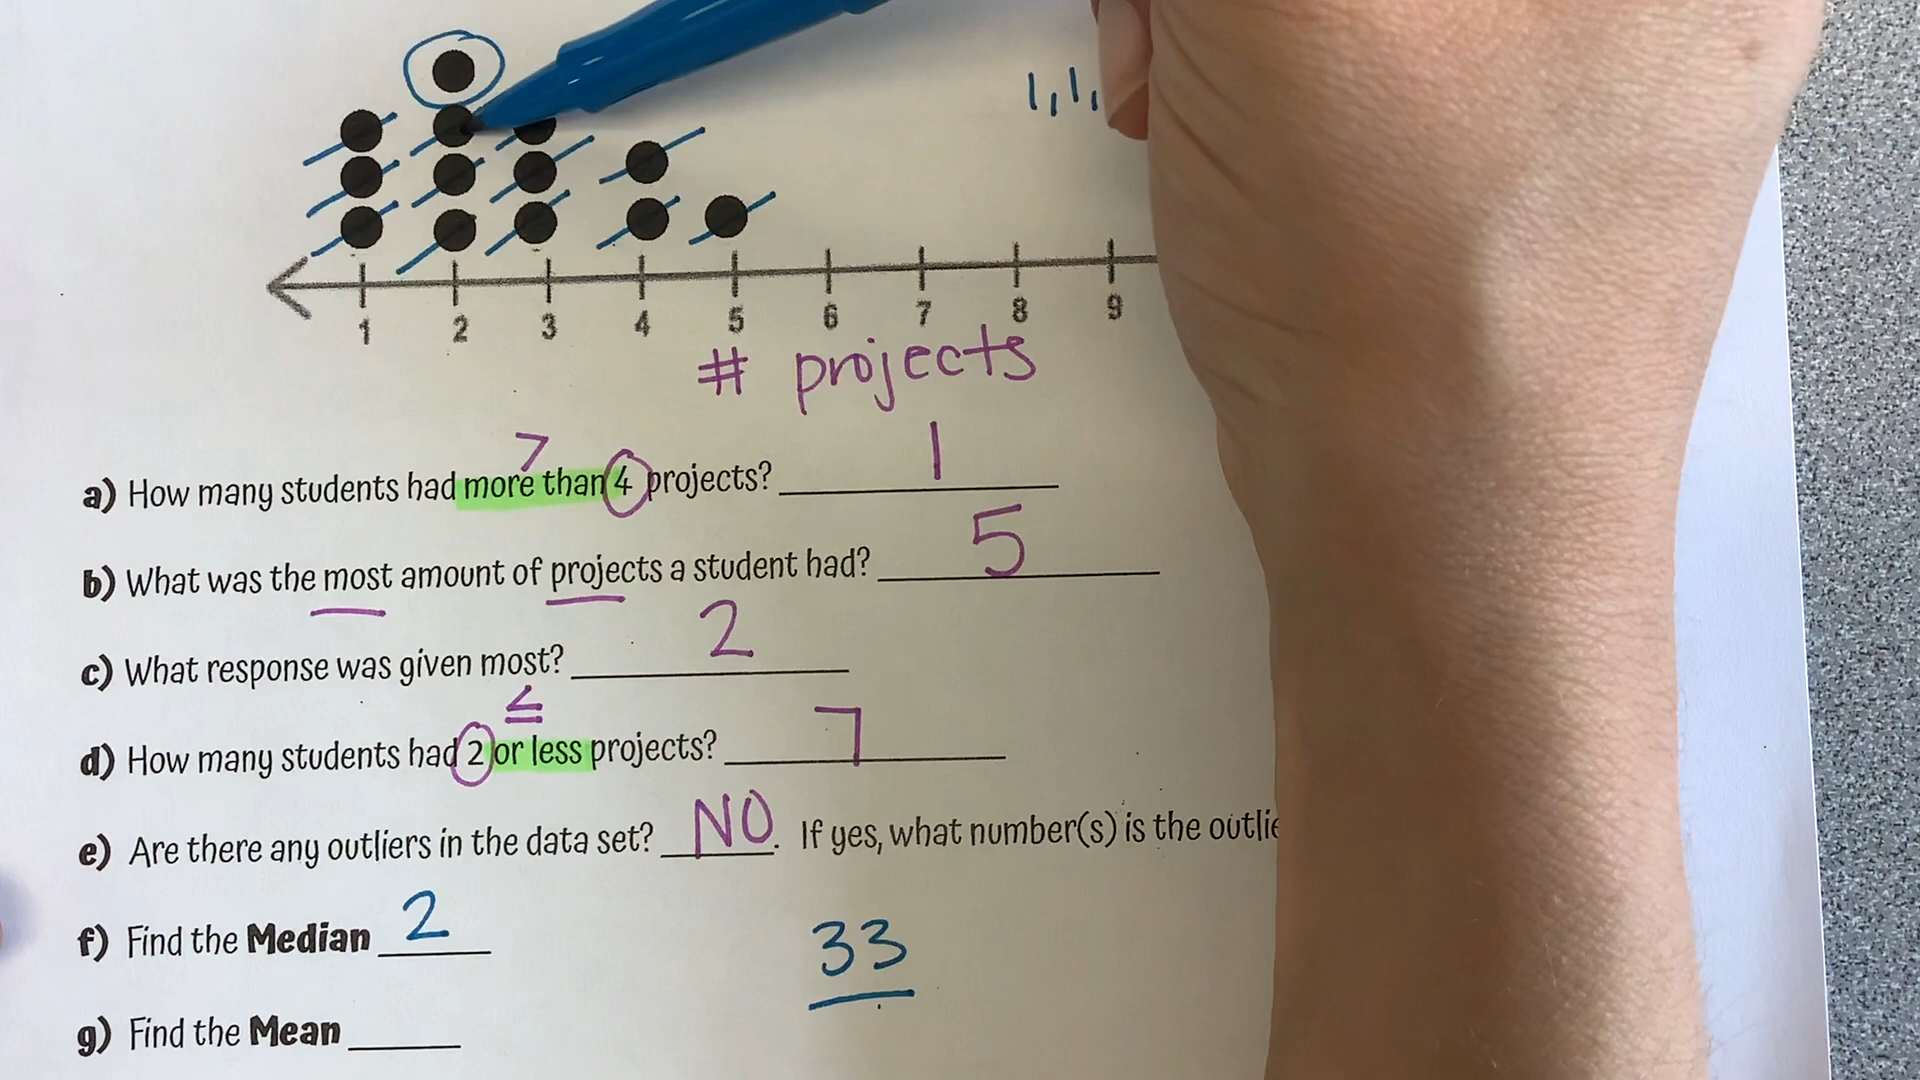 1, 1,
1 2 3 4 5 6 7 8 9
# projects
>
a) How many students had more than 4 projects? 1
b) What was the most amount of projects a student had? 5
c) What response was given most? 2
≤
d) How many students had 2 or less projects? 7
e) Are there any outliers in the data set? NO. If yes, what number(s) is the
f) Find the Median 2
33
g) Find the Mean